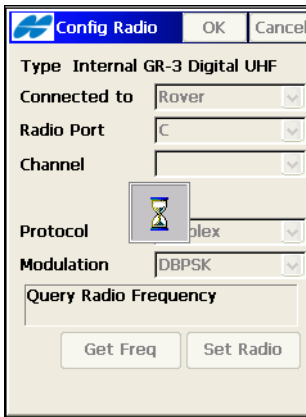 Config Radio OK Cancel
Type Internal GR-3 Digital UHF
Connected to Rover
Radio Port C
Channel
Protocol plex
Modulation DBPSK
Query Radio Frequency
Get Freq Set Radio